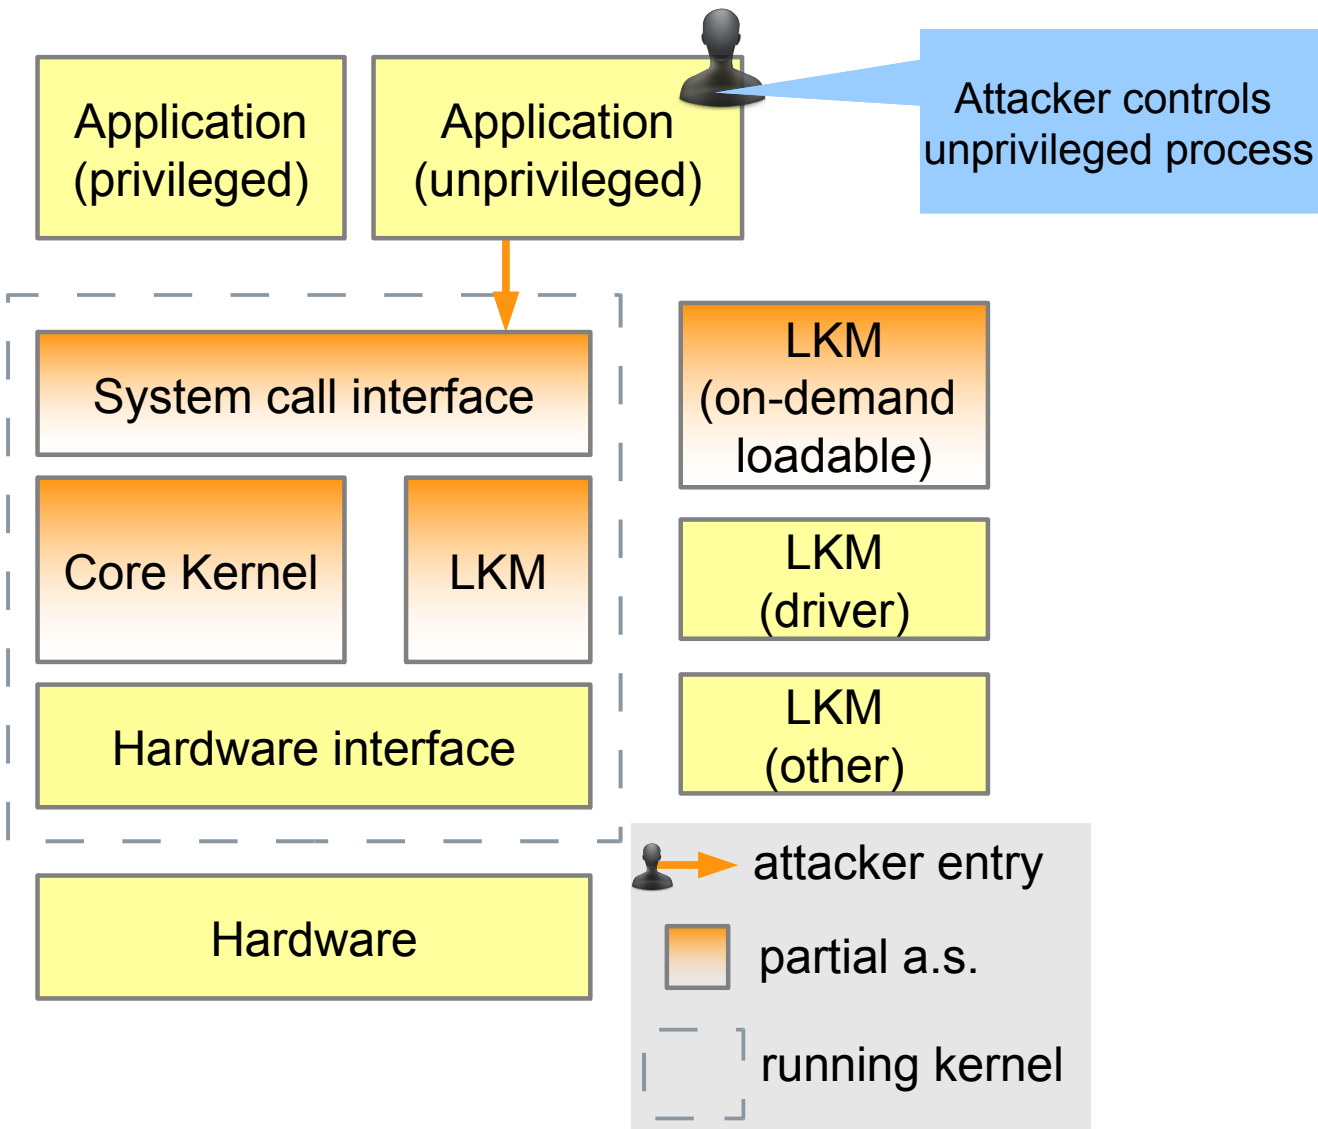 Application
(privileged)
Application
(unprivileged)
Attacker controls
unprivileged process
System call interface
Core Kernel
LKM
Hardware interface
Hardware
LKM
(on-demand
loadable)
LKM
(driver)
LKM
(other)
attacker entry
partial a.s.
running kernel